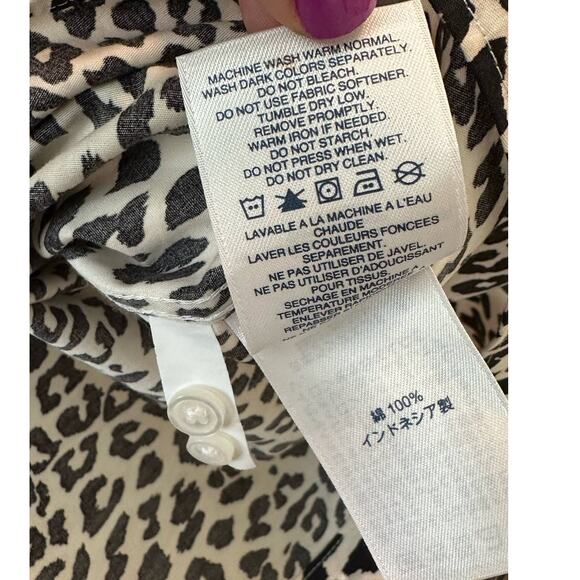 MACHINE WASH WARM NORMAL.
WASH DARK COLORS SEPARATELY.
DO NOT BLEACH.
DO NOT USE FABRIC SOFTENER.
TUMBLE DRY LOW.
REMOVE PROMPTLY.
WARM IRON IF NEEDED.
DO NOT STARCH.
DO NOT PRESS WHEN WET.
DO NOT DRY CLEAN.
LAVABLE A LA MACHINE A L'EAU
CHAUDE
LAVER LES COULEURS FONCEES
SEPAREMENT.
NE PAS UTILISER DE JAVEL
NE PAS UTILISER D'ADOUCISSANT
POUR TISSUS.
SECHAGE EN MACHINE A
TEMPERATURE
ENLEVER
REPASSER
綿 100%
インドネシア製